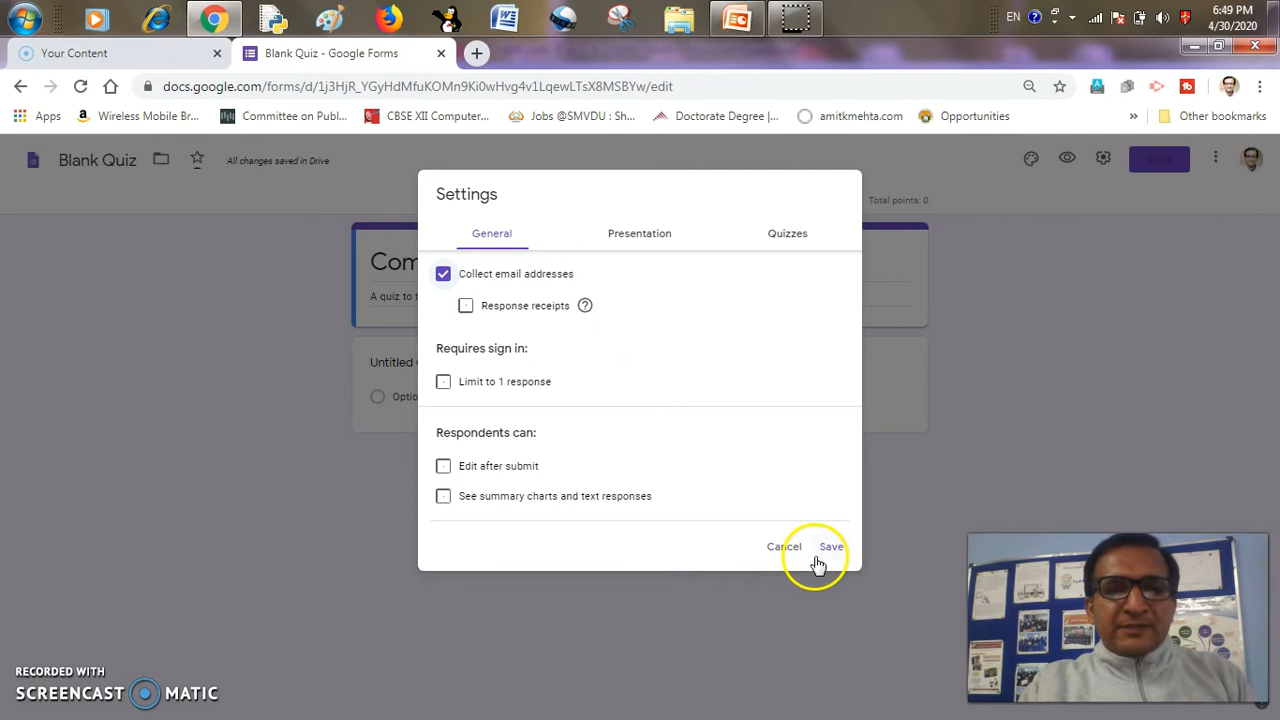 EN
6:49 PM
4/30/2020
Your Content
Blank Quiz - Google Forms
docs.google.com/forms/d/1j3HjR_YGyHdMfuKOMn9Ki0wHvg4v1LqewLTsX8MSBYw/edit
Apps
Wireless Mobile Br...
Committee on Publ...
CBSE XII Computer...
Jobs @SMVDU : Sh...
Doctorate Degree |...
amitkmehta.com
Opportunities
»
Other bookmarks
Blank Quiz
All changes saved in Drive
Send
Total points: 0
Settings
General
Presentation
Quizzes
Com
A quiz to t
Collect email addresses
Response receipts
Requires sign in:
Untitled
Limit to 1 response
Optio
Respondents can:
Edit after submit
See summary charts and text responses
Cancel
Save
RECORDED WITH
SCREENCAST MATIC